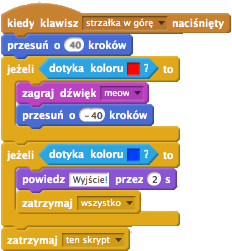 kiedy klawisz strzałka w górę naciśnięty
przesuń o 40 kroków
jeżeli dotyka koloru ? to
zagraj dźwięk meow
przesuń o -40 kroków
jeżeli dotyka koloru ? to
powiedz Wyjście! przez 2 s
zatrzymaj wszystko
zatrzymaj ten skrypt